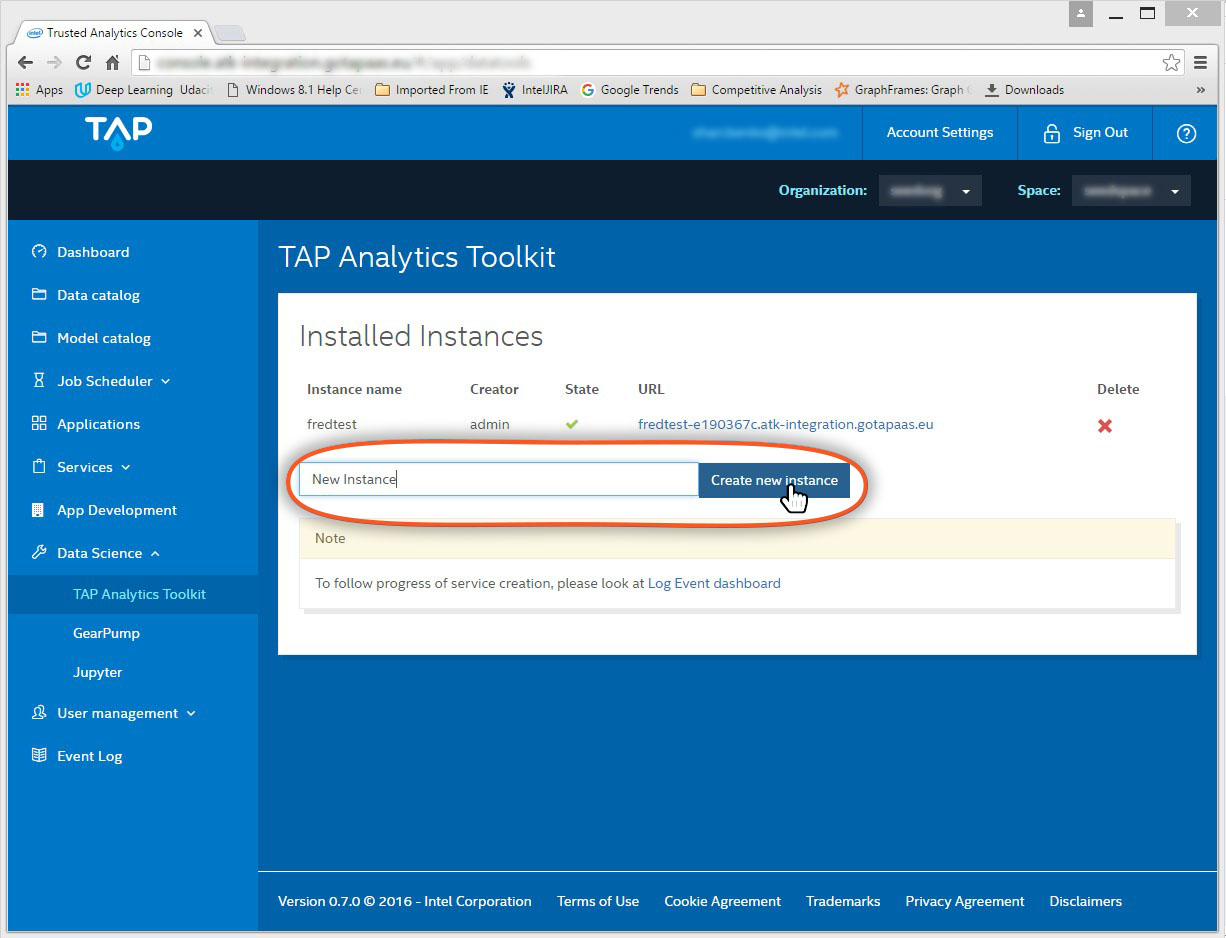 intel Trusted Analytics Console
Apps Deep Learning Udaci Windows 8.1 Help Ce Imported From IE IntelJIRA Google Trends Competitive Analysis GraphFrames: Graph Downloads »
TAP
Account Settings Sign Out ?
Organization: Space:
Dashboard
Data catalog
Model catalog
Job Scheduler
Applications
Services
App Development
Data Science
TAP Analytics Toolkit
GearPump
Jupyter
User management
Event Log
TAP Analytics Toolkit
Installed Instances
Instance name Creator State URL Delete
fredtest admin fredtest-e190367c.atk-integration.gotapaas.eu
New Instance Create new instance
Note
To follow progress of service creation, please look at Log Event dashboard
Version 0.7.0 © 2016 - Intel Corporation Terms of Use Cookie Agreement Trademarks Privacy Agreement Disclaimers